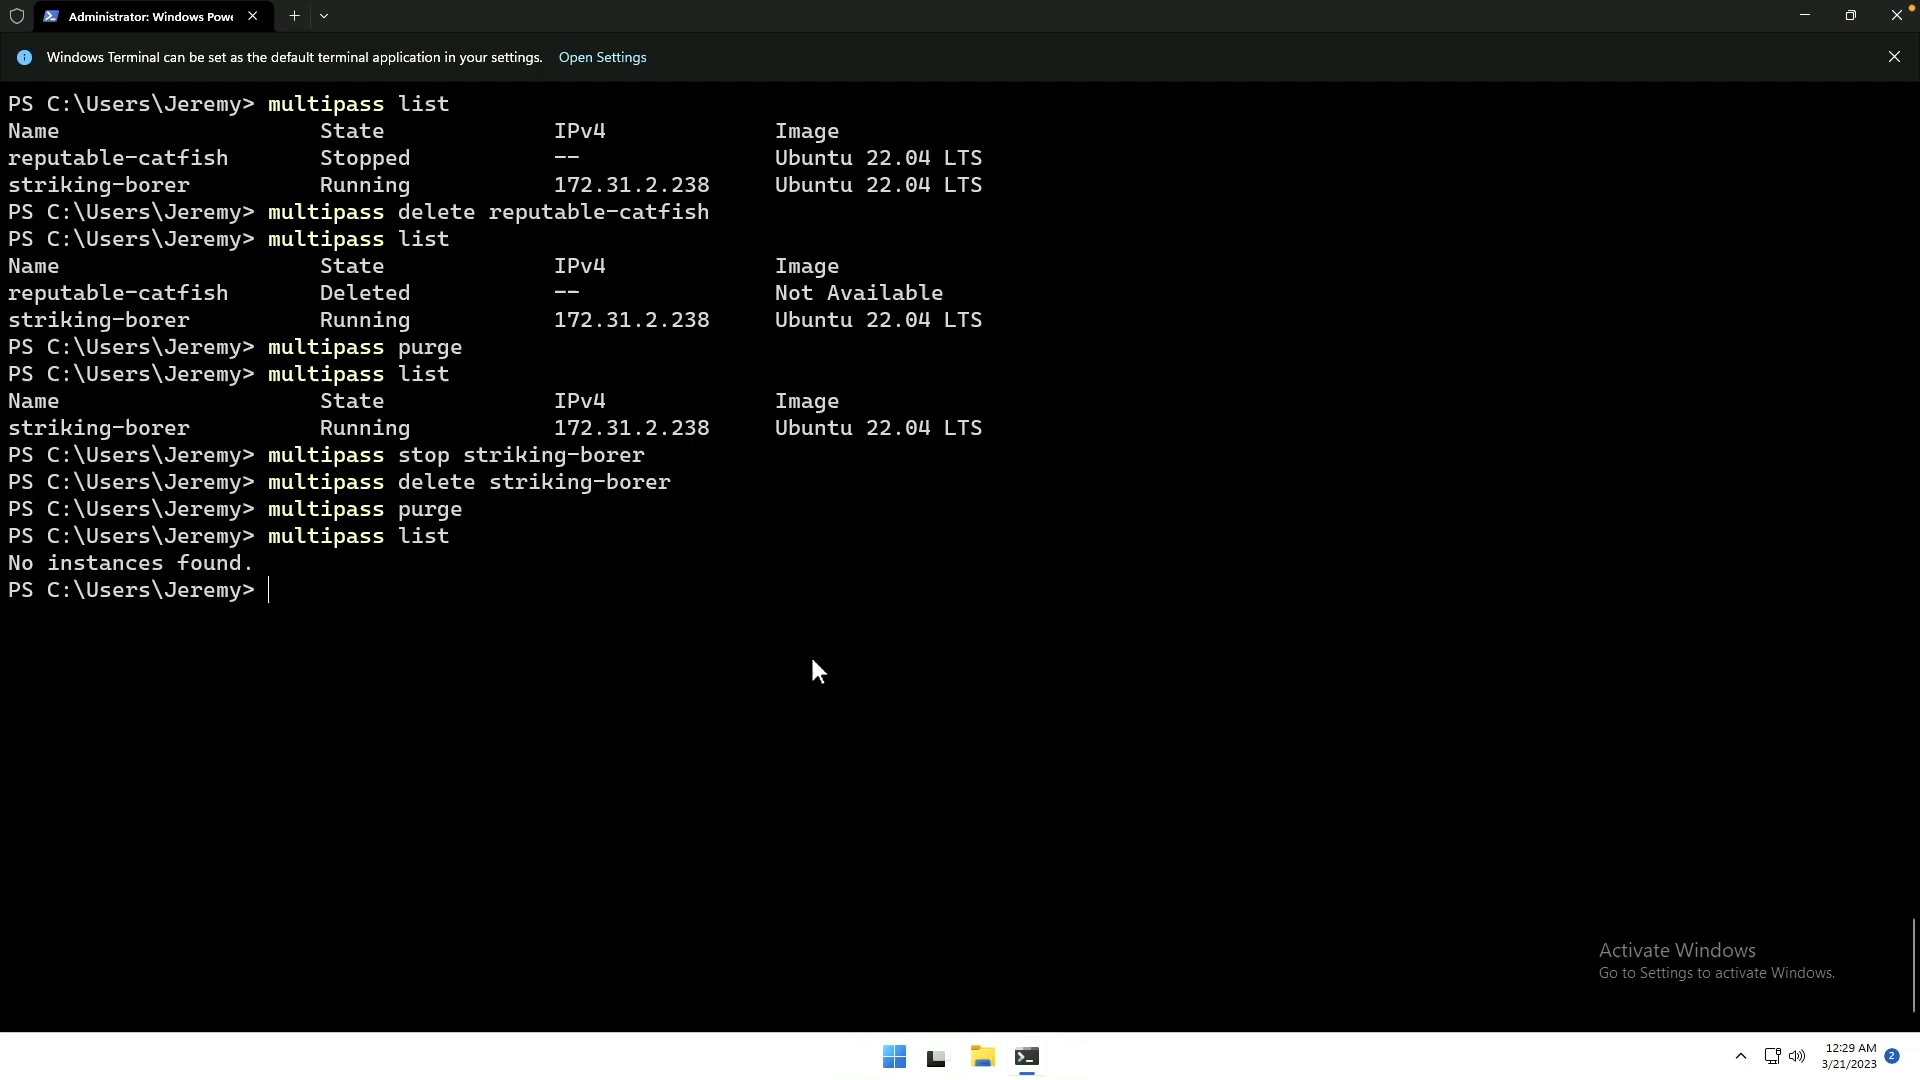 Administrator: Windows Powe
Windows Terminal can be set as the default terminal application in your settings. Open Settings
PS C:\Users\Jeremy> multipass list
Name State IPv4 Image
reputable-catfish Stopped -- Ubuntu 22.04 LTS
striking-borer Running 172.31.2.238 Ubuntu 22.04 LTS
PS C:\Users\Jeremy> multipass delete reputable-catfish
PS C:\Users\Jeremy> multipass list
Name State IPv4 Image
reputable-catfish Deleted -- Not Available
striking-borer Running 172.31.2.238 Ubuntu 22.04 LTS
PS C:\Users\Jeremy> multipass purge
PS C:\Users\Jeremy> multipass list
Name State IPv4 Image
striking-borer Running 172.31.2.238 Ubuntu 22.04 LTS
PS C:\Users\Jeremy> multipass stop striking-borer
PS C:\Users\Jeremy> multipass delete striking-borer
PS C:\Users\Jeremy> multipass purge
PS C:\Users\Jeremy> multipass list
No instances found.
PS C:\Users\Jeremy>
Activate Windows
Go to Settings to activate Windows.
12:29 AM
3/21/2023
2